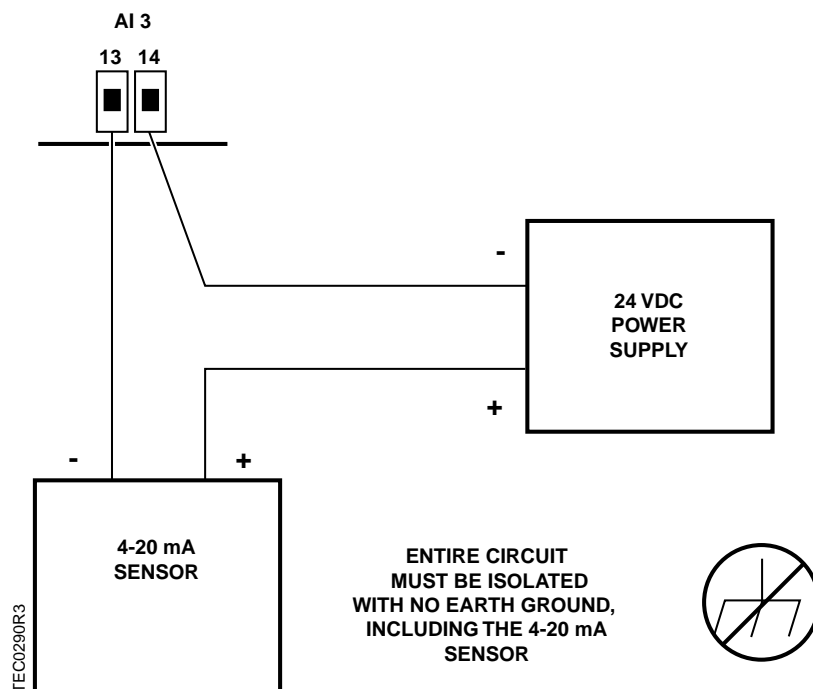 AI 3
13 14
-
24 VDC
POWER
SUPPLY
+
- +
4-20 mA
SENSOR
ENTIRE CIRCUIT
MUST BE ISOLATED
WITH NO EARTH GROUND,
INCLUDING THE 4-20 mA
SENSOR
TEC0290R3